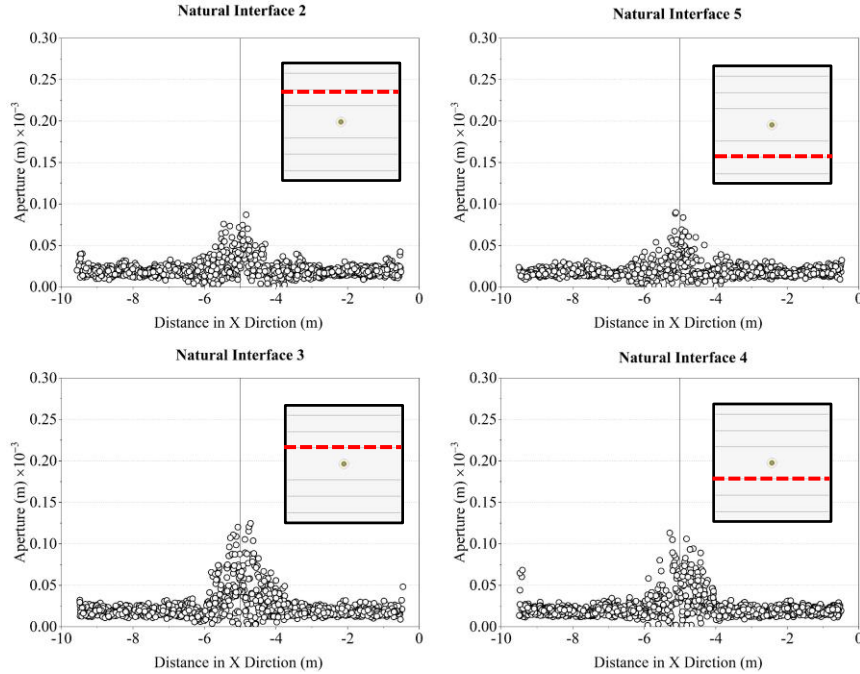 Natural Interface 2
0.30
0.25
0.20
0.15
0.10
0.05
0.00
Aperture (m) ×10⁻³
-10 -8 -6 -4 -2 0
Distance in X Dirction (m)
Natural Interface 5
0.30
0.25
0.20
0.15
0.10
0.05
0.00
Aperture (m) ×10⁻³
-10 -8 -6 -4 -2 0
Distance in X Dirction (m)
Natural Interface 3
0.30
0.25
0.20
0.15
0.10
0.05
0.00
Aperture (m) ×10⁻³
-10 -8 -6 -4 -2 0
Distance in X Dirction (m)
Natural Interface 4
0.30
0.25
0.20
0.15
0.10
0.05
0.00
Aperture (m) ×10⁻³
-10 -8 -6 -4 -2 0
Distance in X Dirction (m)